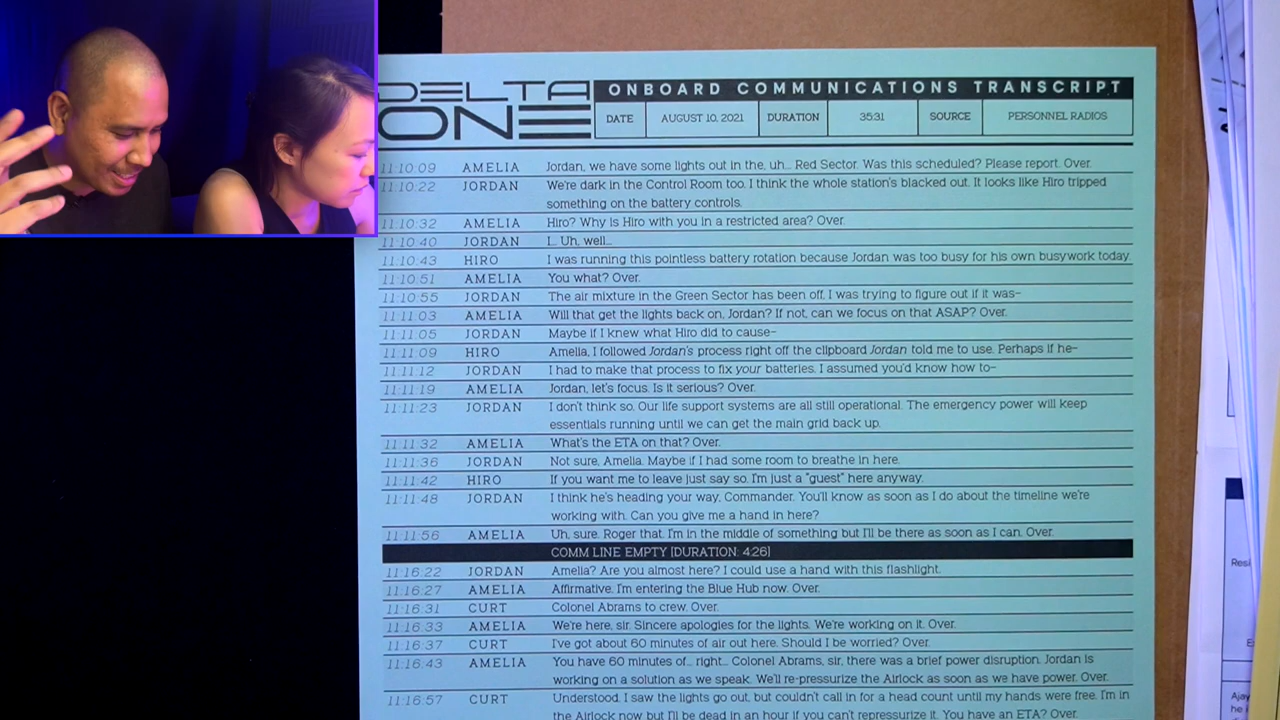 DELTA
ONE
ONBOARD COMMUNICATIONS TRANSCRIPT
DATE AUGUST 10, 2021 DURATION 35:31 SOURCE PERSONNEL RADIOS
11:10:09 AMELIA Jordan, we have some lights out in the, uh... Red Sector. Was this scheduled? Please report. Over.
11:10:22 JORDAN We're dark in the Control Room too. I think the whole station's blacked out. It looks like Hiro tripped
something on the battery controls.
11:10:32 AMELIA Hiro? Why is Hiro with you in a restricted area? Over.
11:10:40 JORDAN I... Uh, well...
11:10:43 HIRO I was running this pointless battery rotation because Jordan was too busy for his own busywork today.
11:10:51 AMELIA You what? Over.
11:10:55 JORDAN The air mixture in the Green Sector has been off, I was trying to figure out if it was-
11:11:03 AMELIA Will that get the lights back on, Jordan? If not, can we focus on that ASAP? Over.
11:11:05 JORDAN Maybe if I knew what Hiro did to cause-
11:11:09 HIRO Amelia, I followed Jordan's process right off the clipboard Jordan told me to use. Perhaps if he-
11:11:12 JORDAN I had to make that process to fix your batteries. I assumed you'd know how to-
11:11:19 AMELIA Jordan, let's focus. Is it serious? Over.
11:11:23 JORDAN I don't think so. Our life support systems are all still operational. The emergency power will keep
essentials running until we can get the main grid back up.
11:11:32 AMELIA What's the ETA on that? Over.
11:11:36 JORDAN Not sure, Amelia. Maybe if I had some room to breathe in here.
11:11:42 HIRO If you want me to leave just say so. I'm just a "guest" here anyway.
11:11:48 JORDAN I think he's heading your way, Commander. You'll know as soon as I do about the timeline we're
working with. Can you give me a hand in here?
11:11:56 AMELIA Uh, sure. Roger that. I'm in the middle of something but I'll be there as soon as I can. Over.
COMM LINE EMPTY [DURATION: 4:26]
11:16:22 JORDAN Amelia? Are you almost here? I could use a hand with this flashlight.
11:16:27 AMELIA Affirmative. I'm entering the Blue Hub now. Over.
11:16:31 CURT Colonel Abrams to crew. Over.
11:16:33 AMELIA We're here, sir. Sincere apologies for the lights. We're working on it. Over.
11:16:37 CURT I've got about 60 minutes of air out here. Should I be worried? Over.
11:16:43 AMELIA You have 60 minutes of... right... Colonel Abrams, sir, there was a brief power disruption. Jordan is
working on a solution as we speak. We'll re-pressurize the Airlock as soon as we have power. Over.
11:16:57 CURT Understood. I saw the lights go out, but couldn't call in for a head count until my hands were free. I'm in
the Airlock now but I'll be dead in an hour if you can't repressurize it. You have an ETA? Over.
Resi
Ajay
he